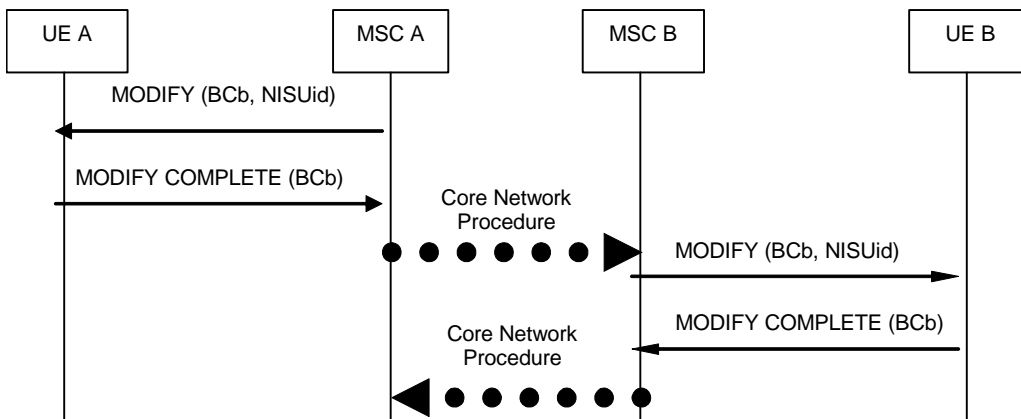 UE A
MSC A
MSC B
UE B
MODIFY (BCb, NISUid)
MODIFY COMPLETE (BCb)
Core Network
Procedure
MODIFY (BCb, NISUid)
MODIFY COMPLETE (BCb)
Core Network
Procedure